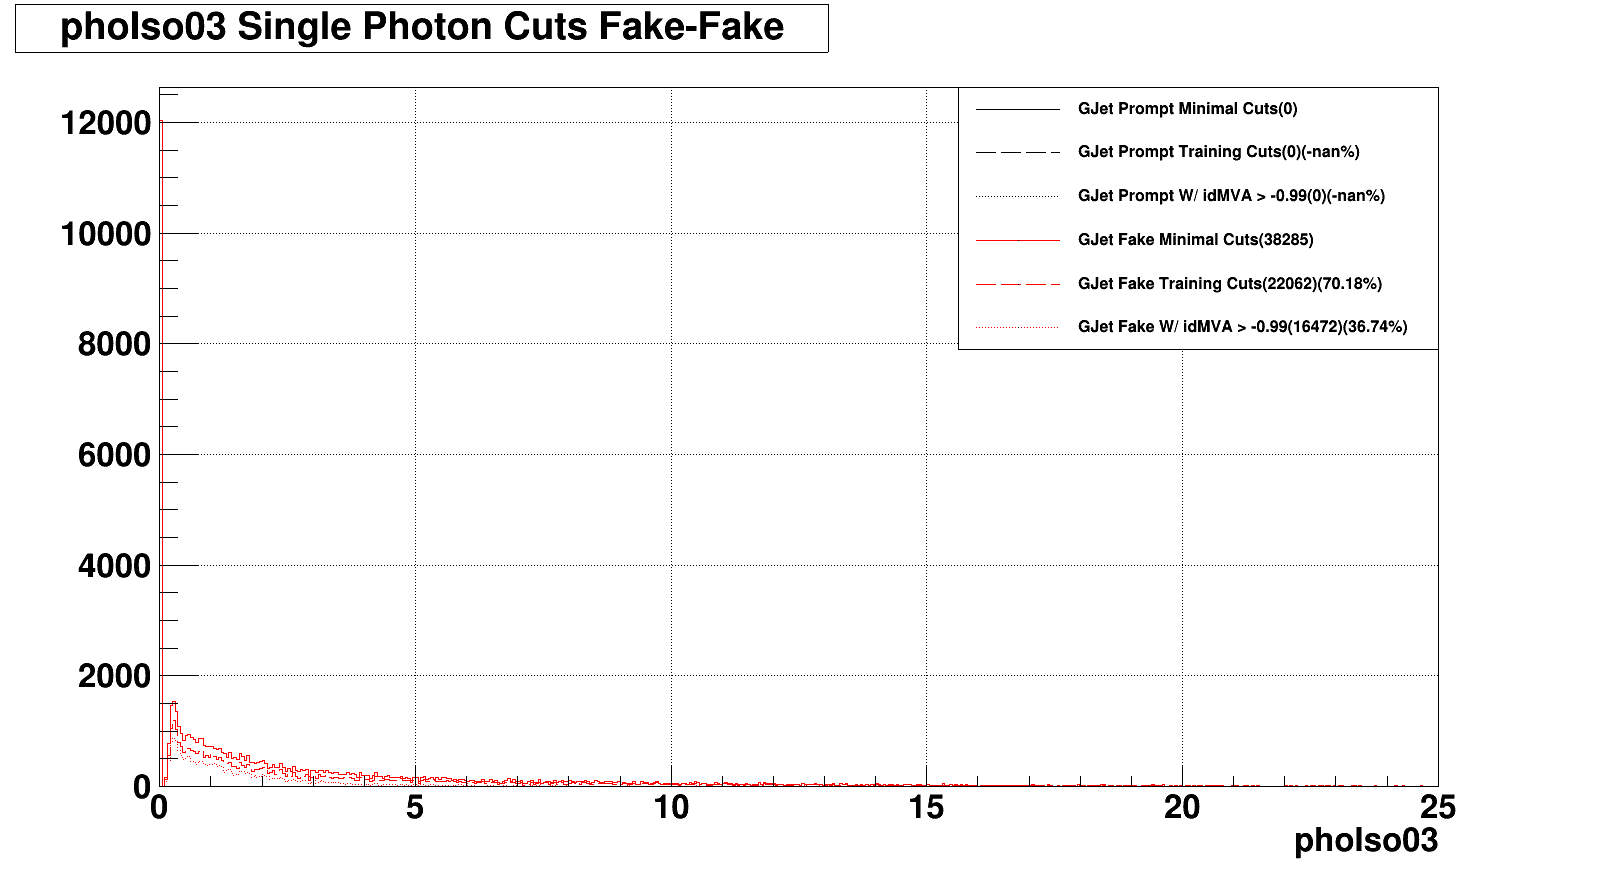 phoIso03 Single Photon Cuts Fake-Fake
GJet Prompt Minimal Cuts(0)
GJet Prompt Training Cuts(0)(-nan%)
GJet Prompt W/ idMVA > -0.99(0)(-nan%)
GJet Fake Minimal Cuts(38285)
GJet Fake Training Cuts(22062)(70.18%)
GJet Fake W/ idMVA > -0.99(16472)(36.74%)
12000
10000
8000
6000
4000
2000
0
0 5 10 15 20 25
phoIso03